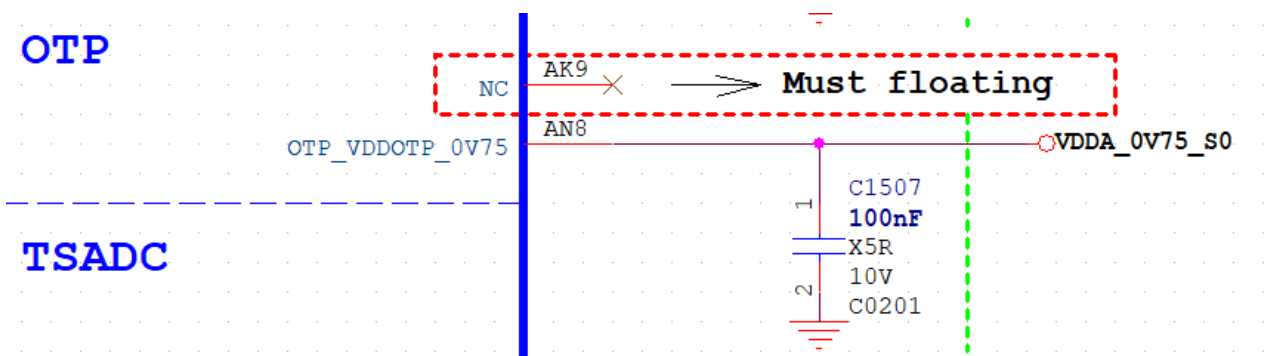 OTP
AK9
NC
Must floating
AN8
OTP_VDDOTP_0V75
VDDA_0V75_S0
C1507
1
100nF
TSADC
X5R
10V
2
C0201